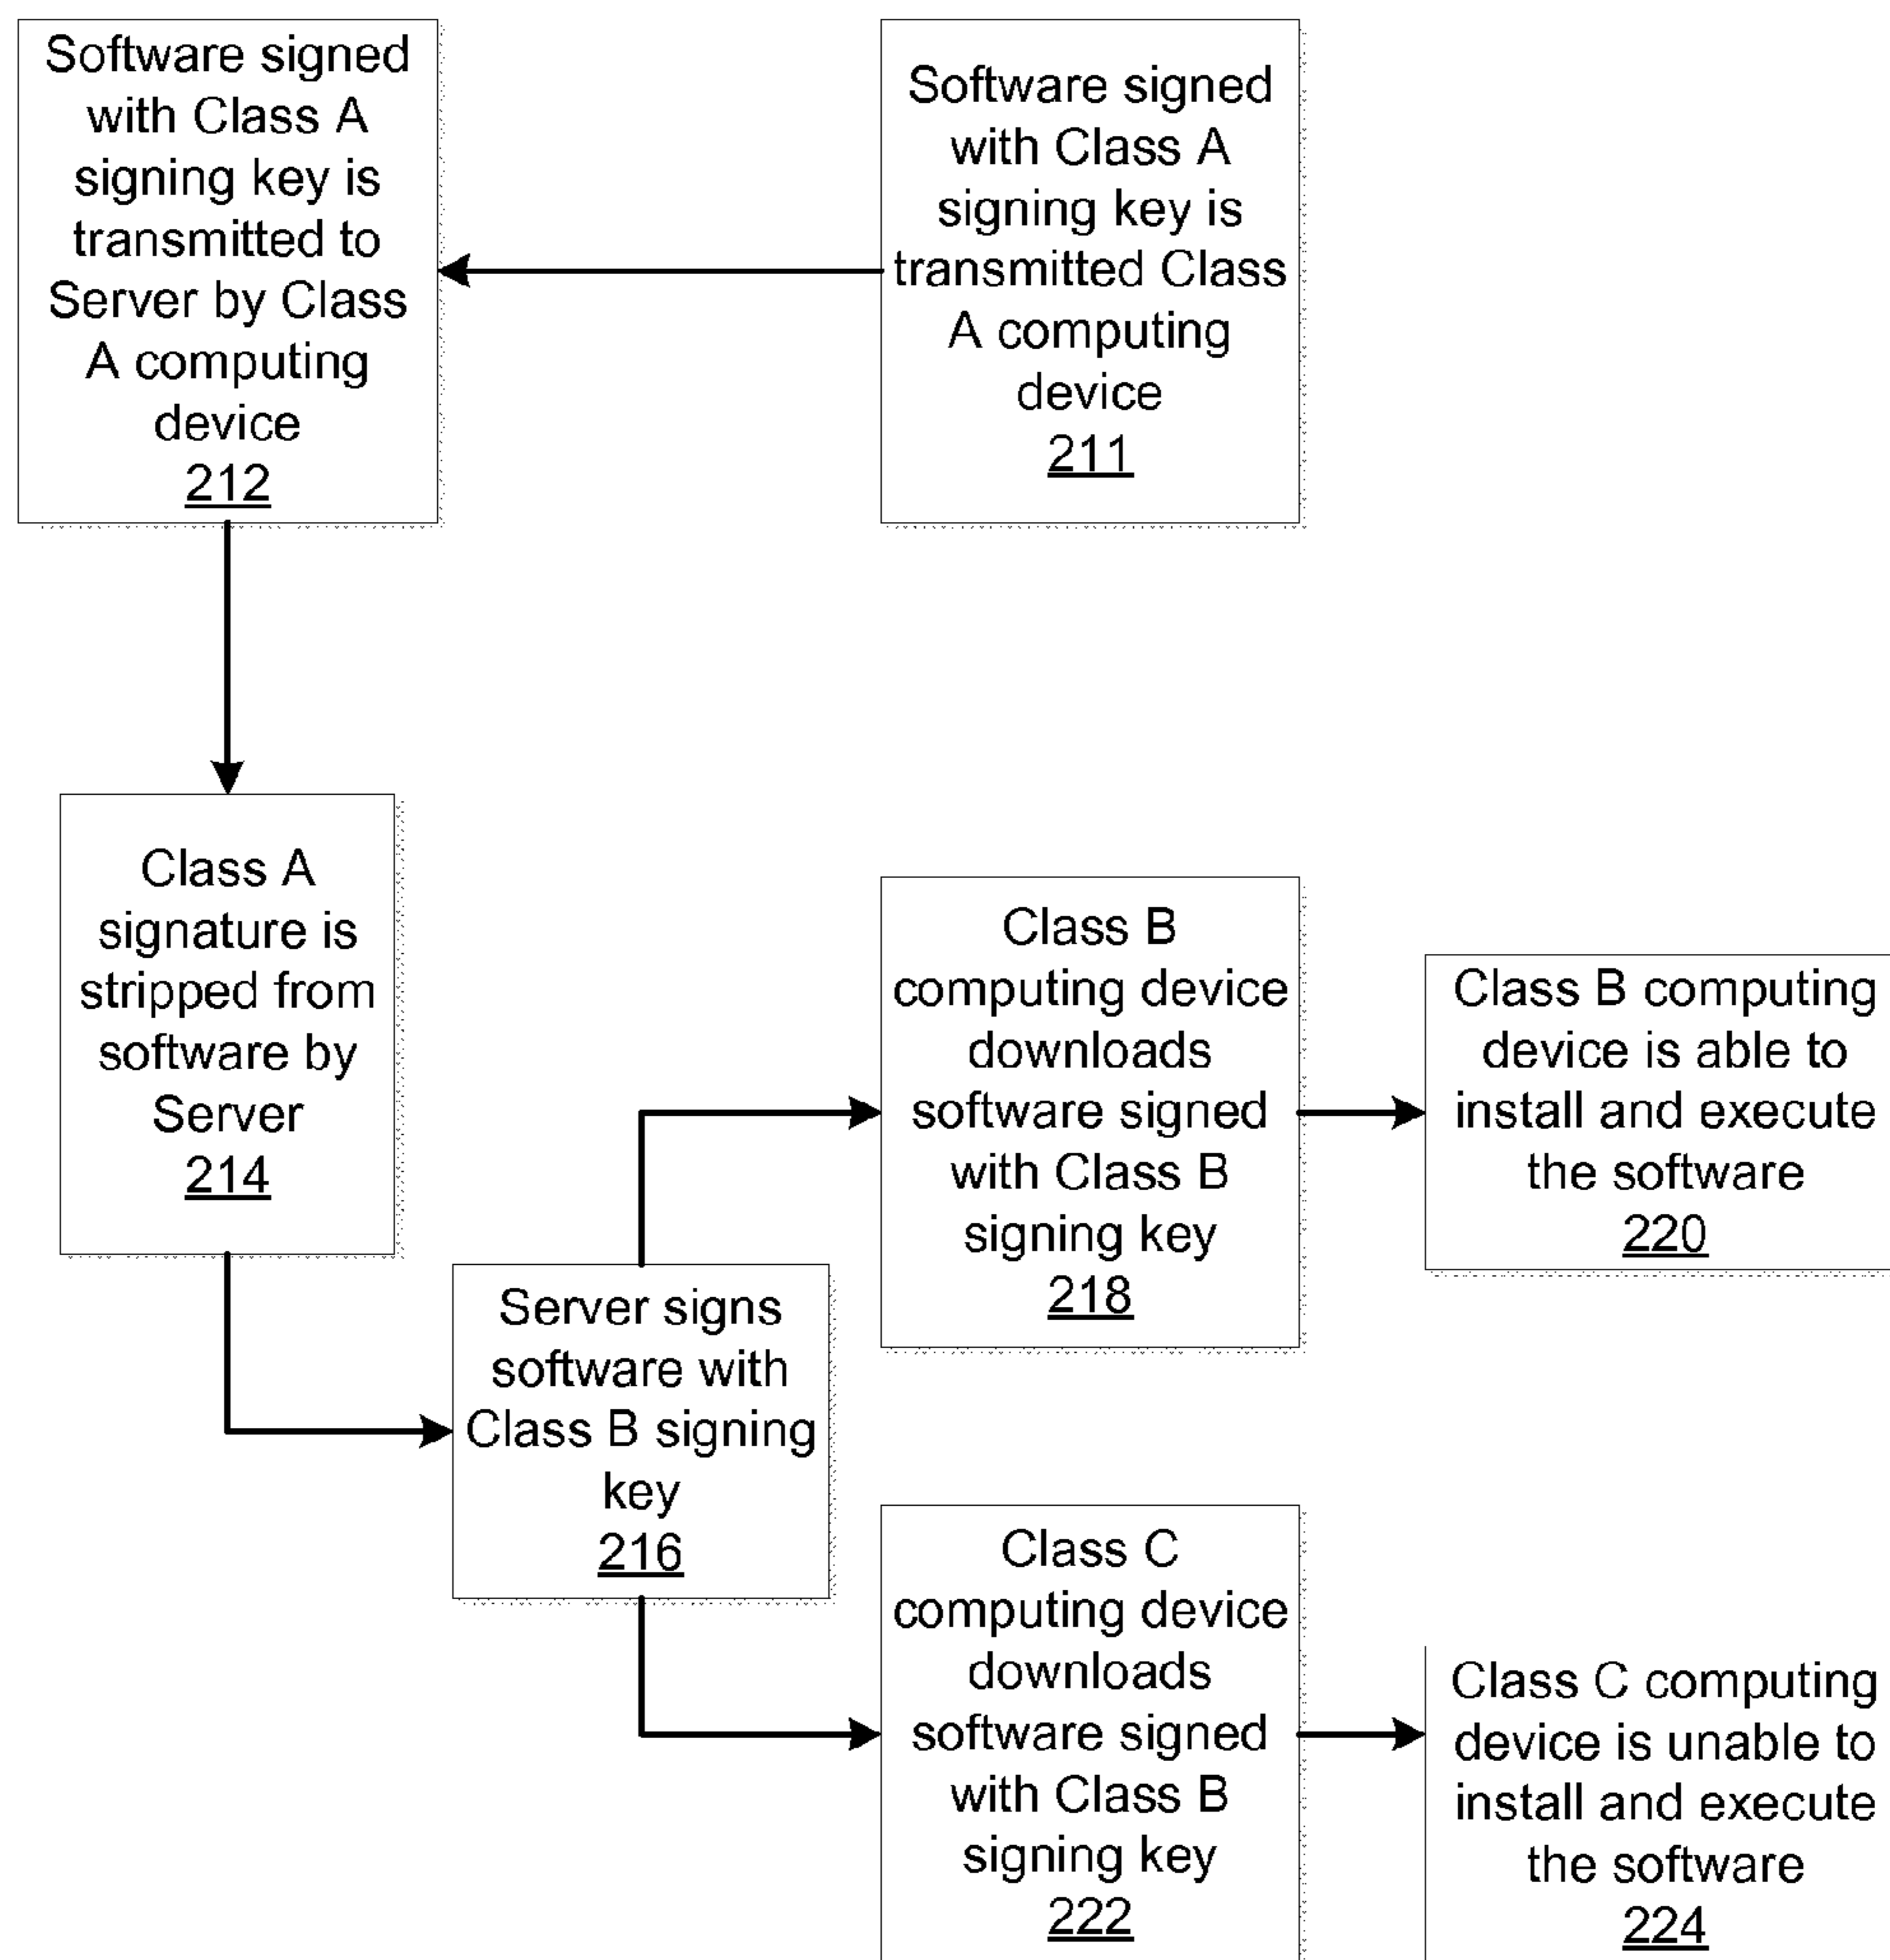 Software signed
with Class A
signing key is
transmitted to
Server by Class
A computing
device
212
Software signed
with Class A
signing key is
transmitted Class
A computing
device
211
Class A
signature is
stripped from
software by
Server
214
Server signs
software with
Class B signing
key
216
Class B
computing device
downloads
software signed
with Class B
signing key
218
Class B computing
device is able to
install and execute
the software
220
Class C
computing device
downloads
software signed
with Class B
signing key
222
Class C computing
device is unable to
install and execute
the software
224